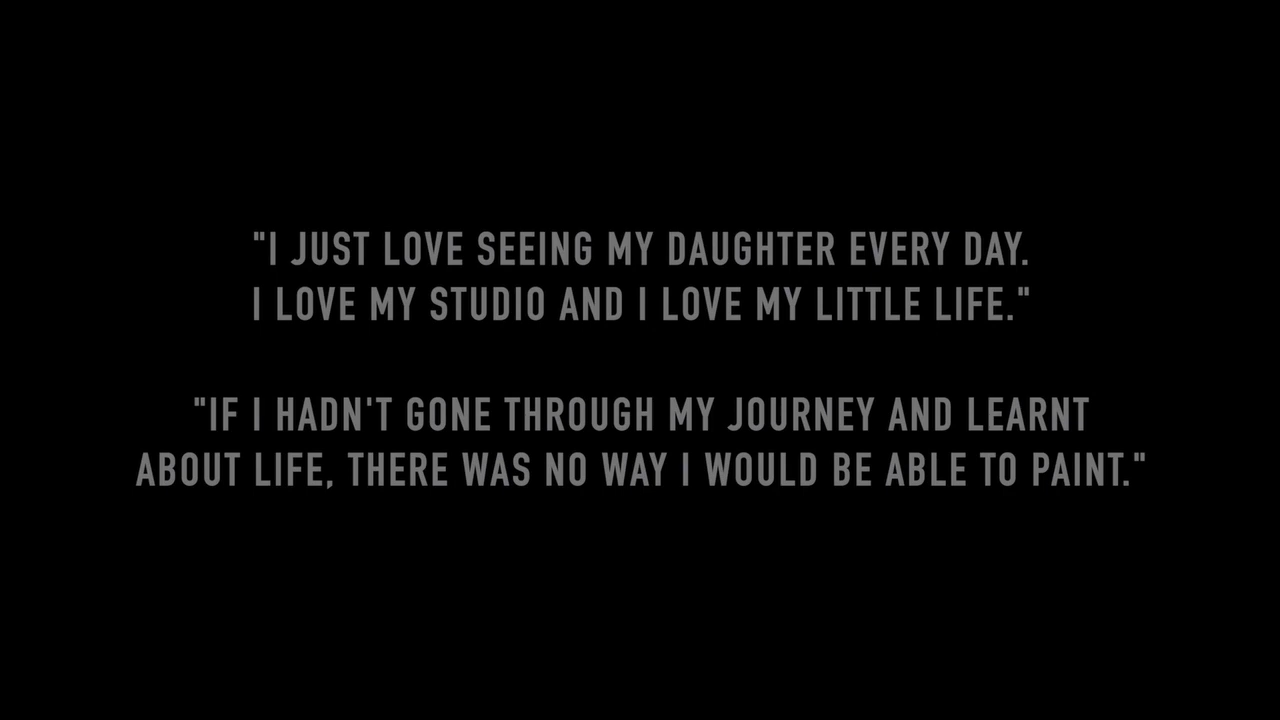 "I JUST LOVE SEEING MY DAUGHTER EVERY DAY.
I LOVE MY STUDIO AND I LOVE MY LITTLE LIFE."
"IF I HADN'T GONE THROUGH MY JOURNEY AND LEARNT
ABOUT LIFE, THERE WAS NO WAY I WOULD BE ABLE TO PAINT."